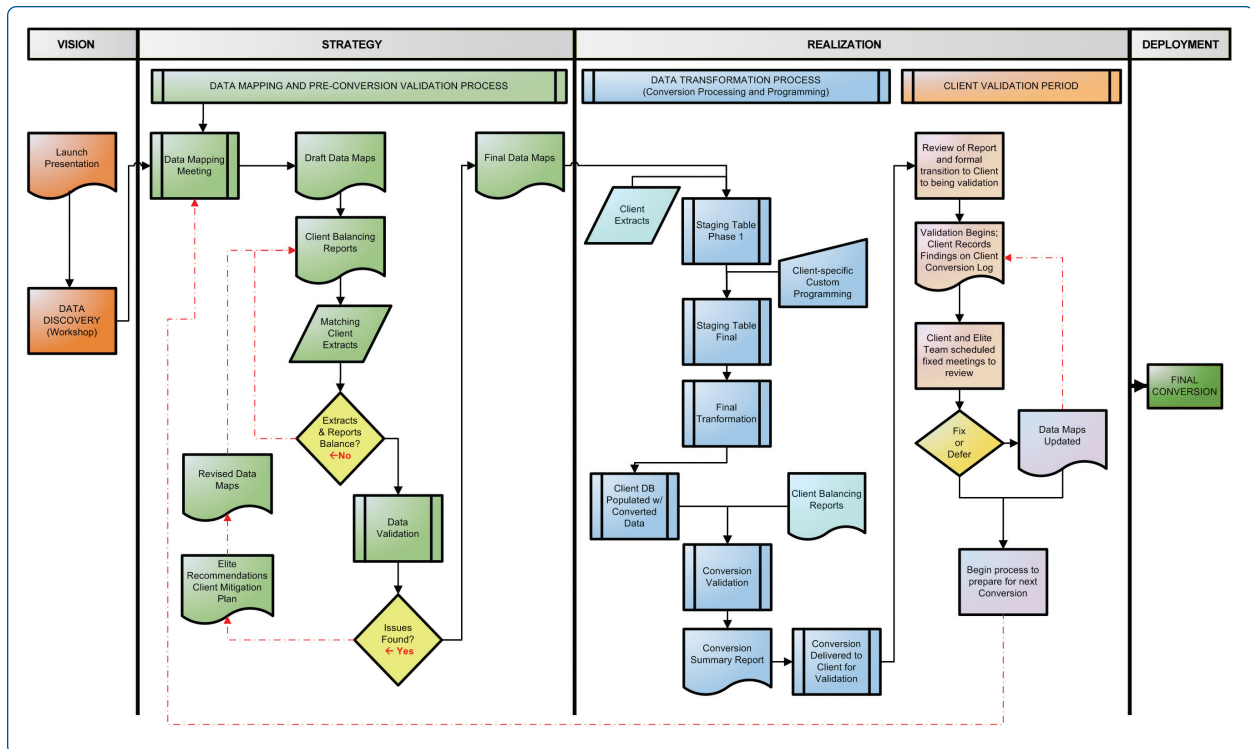 VISION
STRATEGY
REALIZATION
DEPLOYMENT
DATA MAPPING AND PRE-CONVERSION VALIDATION PROCESS
DATA TRANSFORMATION PROCESS
(Conversion Processing and Programming)
CLIENT VALIDATION PERIOD
Launch
Presentation
DATA
DISCOVERY
(Workshop)
Data Mapping
Meeting
Draft Data Maps
Client Balancing
Reports
Matching
Client
Extracts
Extracts
& Reports
Balance?
←No
Data
Validation
Issues
Found?
← Yes
Elite
Recommendations
Client Mitigation
Plan
Revised Data
Maps
Final Data Maps
Client
Extracts
Staging Table
Phase 1
Client-specific
Custom
Programming
Staging Table
Final
Final
Tranformation
Client DB
Populated w/
Converted
Data
Client Balancing
Reports
Conversion
Validation
Conversion
Summary Report
Conversion
Delivered to
Client for
Validation
Review of Report
and formal
transition to Client
to being validation
Validation Begins;
Client Records
Findings on Client
Conversion Log
Client and Elite
Team scheduled
fixed meetings to
review
Fix
or
Defer
Data Maps
Updated
Begin process to
prepare for next
Conversion
FINAL
CONVERSION